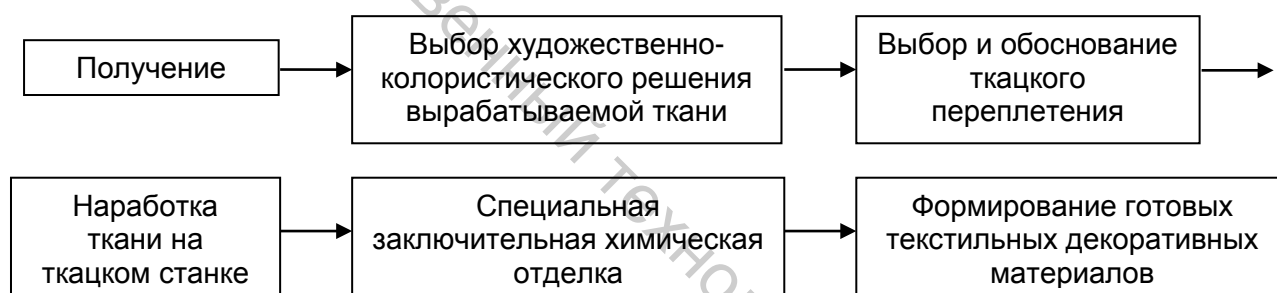 Получение
Выбор художественно-
колористического решения
вырабатываемой ткани
Выбор и обоснование
ткацкого
переплетения
Наработка
ткани на
ткацком станке
Специальная
заключительная химическая
отделка
Формирование готовых
текстильных декоративных
материалов